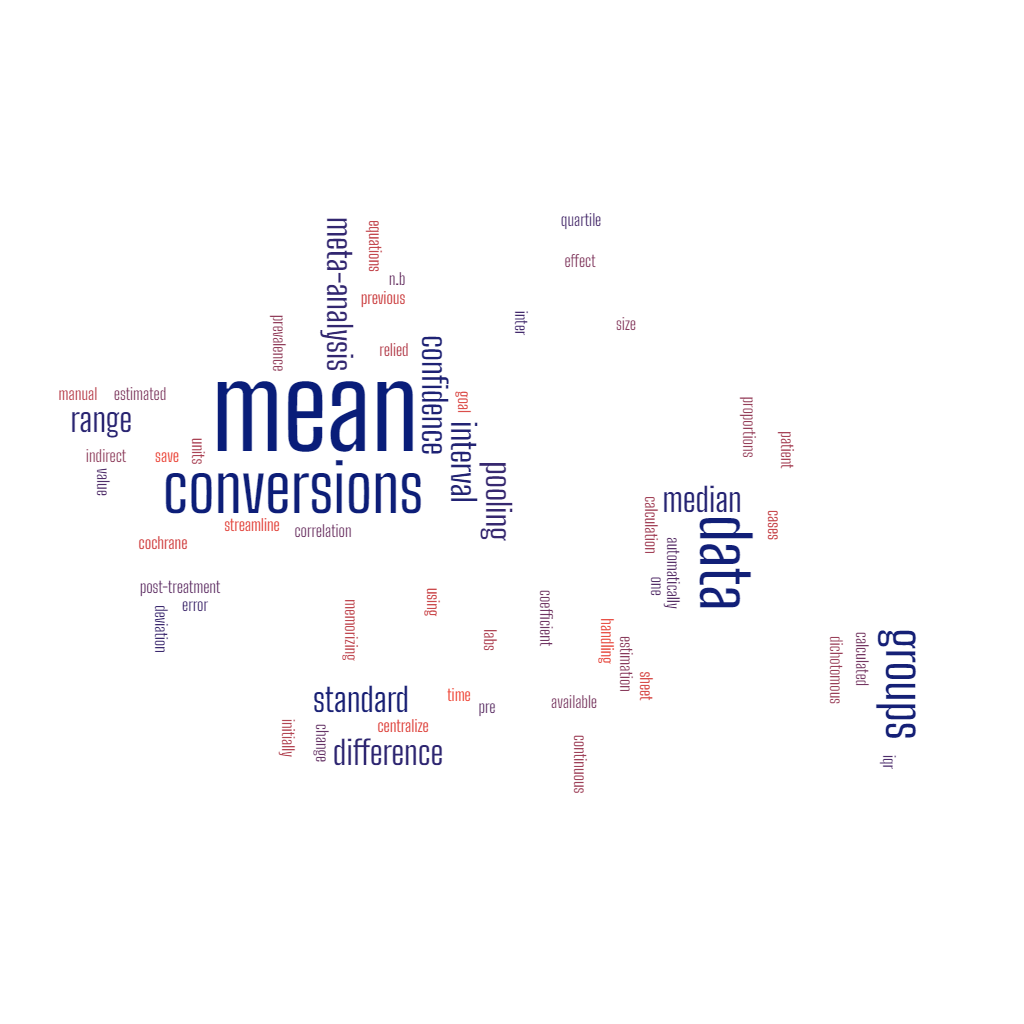 quartile
meta-analysis
equations
effect
n.b
previous
inter
prevalence
size
relied
confidence
mean
manual
estimated
goal
range
proportions
interval
patient
units
indirect
save
value
pooling
conversions
median
calculation
data
cases
streamline
correlation
cochrane
automatically
one
post-treatment
error
deviation
using
coefficient
memorizing
labs
handling
estimation
groups
calculated
dichotomous
sheet
standard
time
available
pre
initially
change
centralize
difference
continuous
iqr